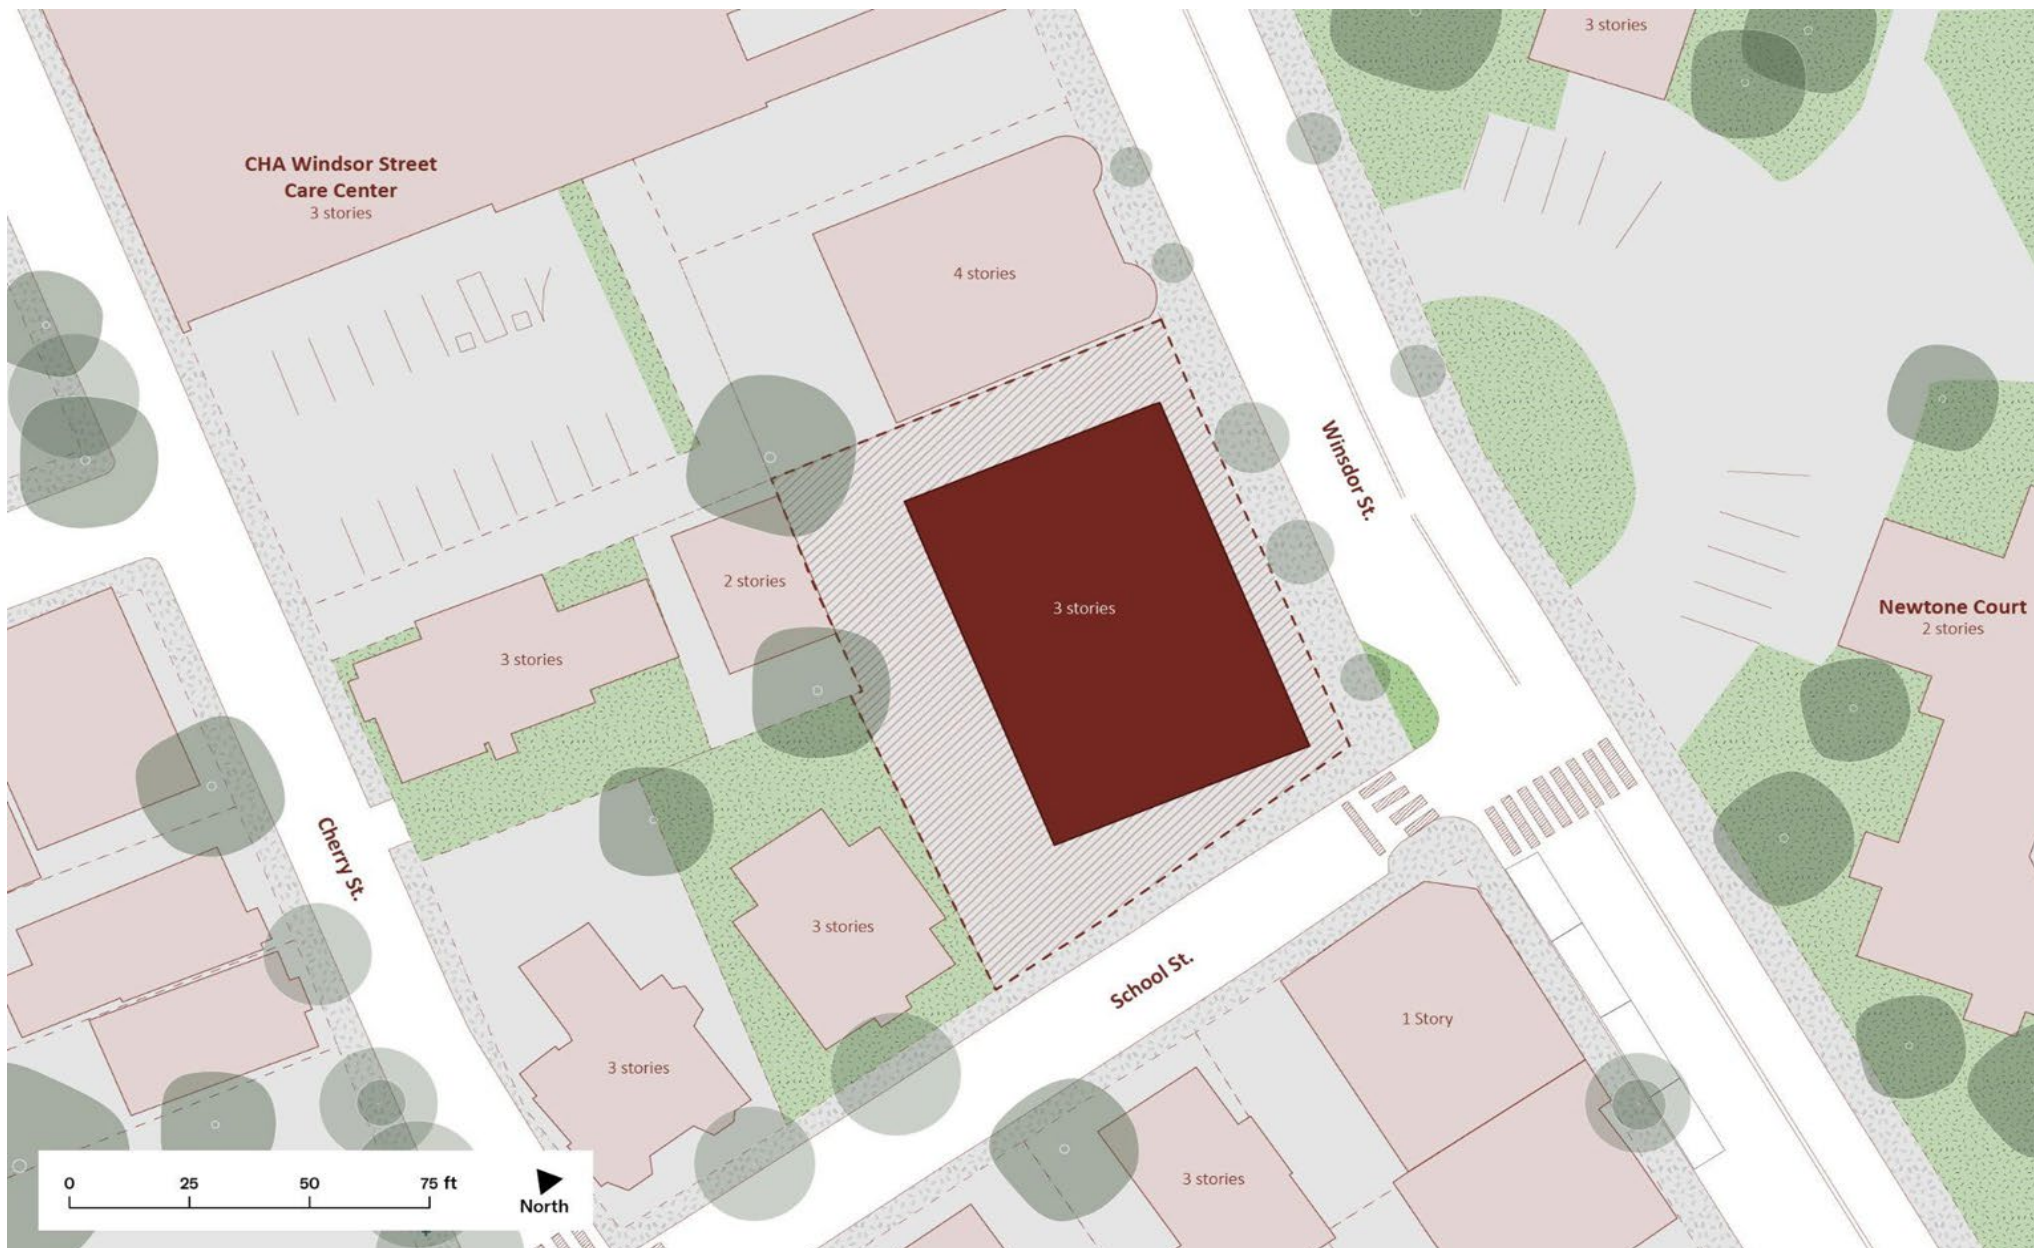 3 stories
CHA Windsor Street
Care Center
3 stories
4 stories
Winsdor St.
2 stories
3 stories
Newtone Court
2 stories
3 stories
Cherry St.
3 stories
School St.
1 Story
3 stories
3 stories
0 25 50 75 ft
North